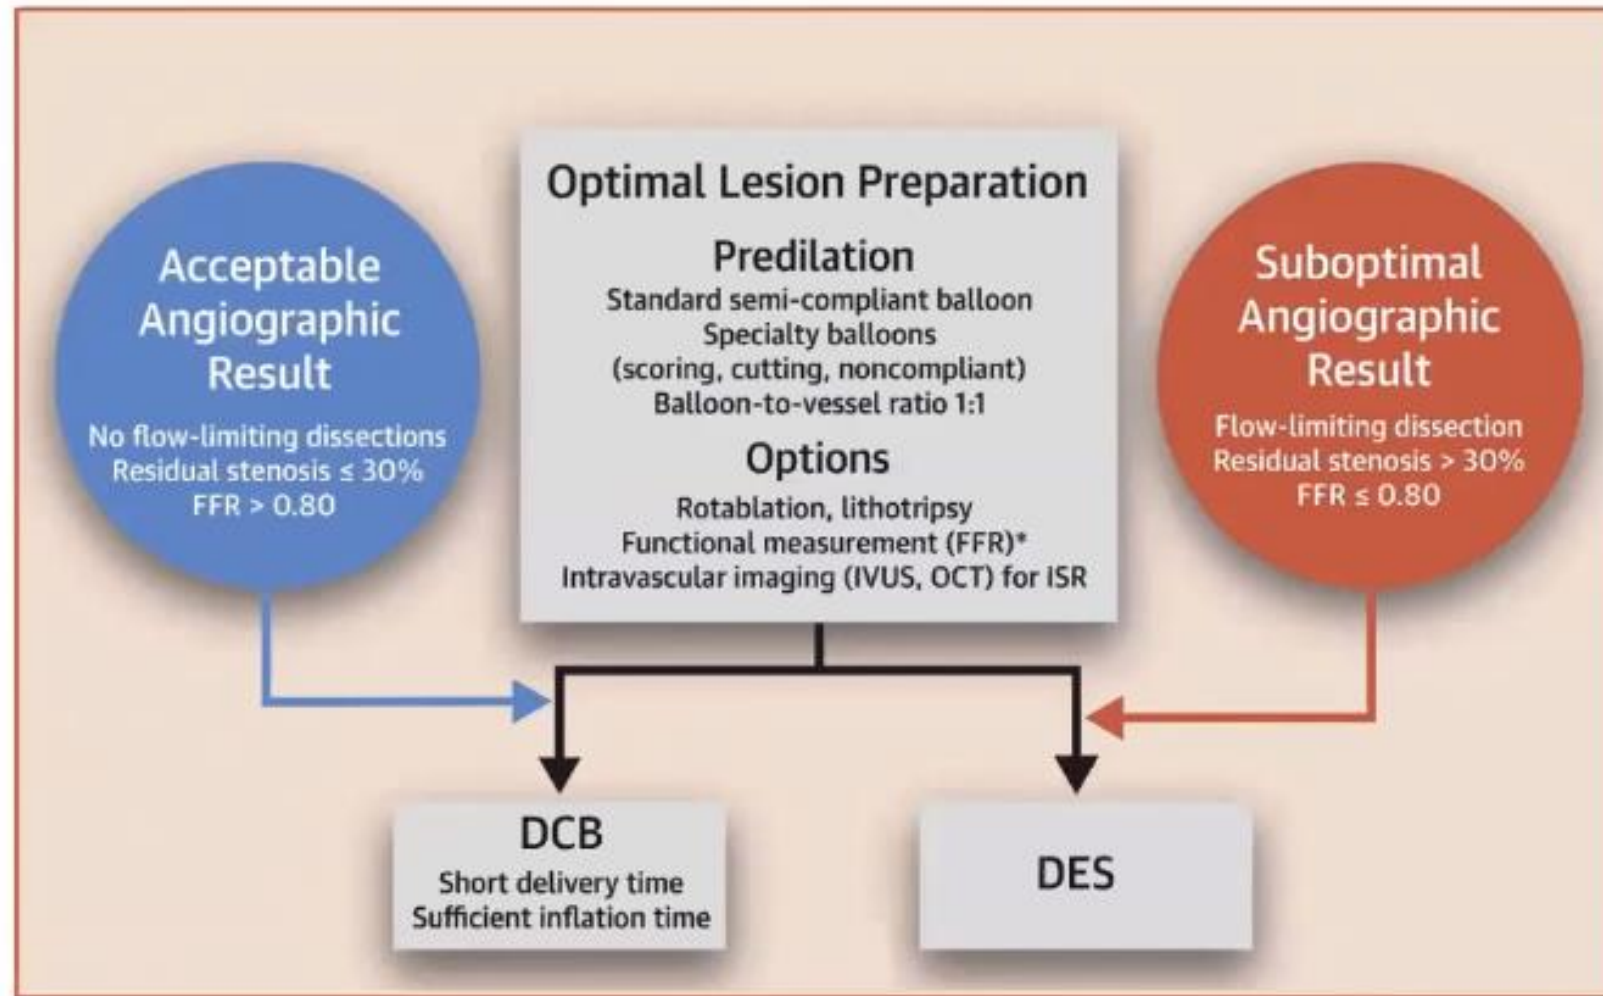 Acceptable
Angiographic
Result
No flow-limiting dissections
Residual stenosis ≤ 30%
FFR > 0.80
Optimal Lesion Preparation
Predilation
Standard semi-compliant balloon
Specialty balloons
(scoring, cutting, noncompliant)
Balloon-to-vessel ratio 1:1
Options
Rotablation, lithotripsy
Functional measurement (FFR)*
Intravascular imaging (IVUS, OCT) for ISR
Suboptimal
Angiographic
Result
Flow-limiting dissection
Residual stenosis > 30%
FFR ≤ 0.80
DCB
Short delivery time
Sufficient inflation time
DES